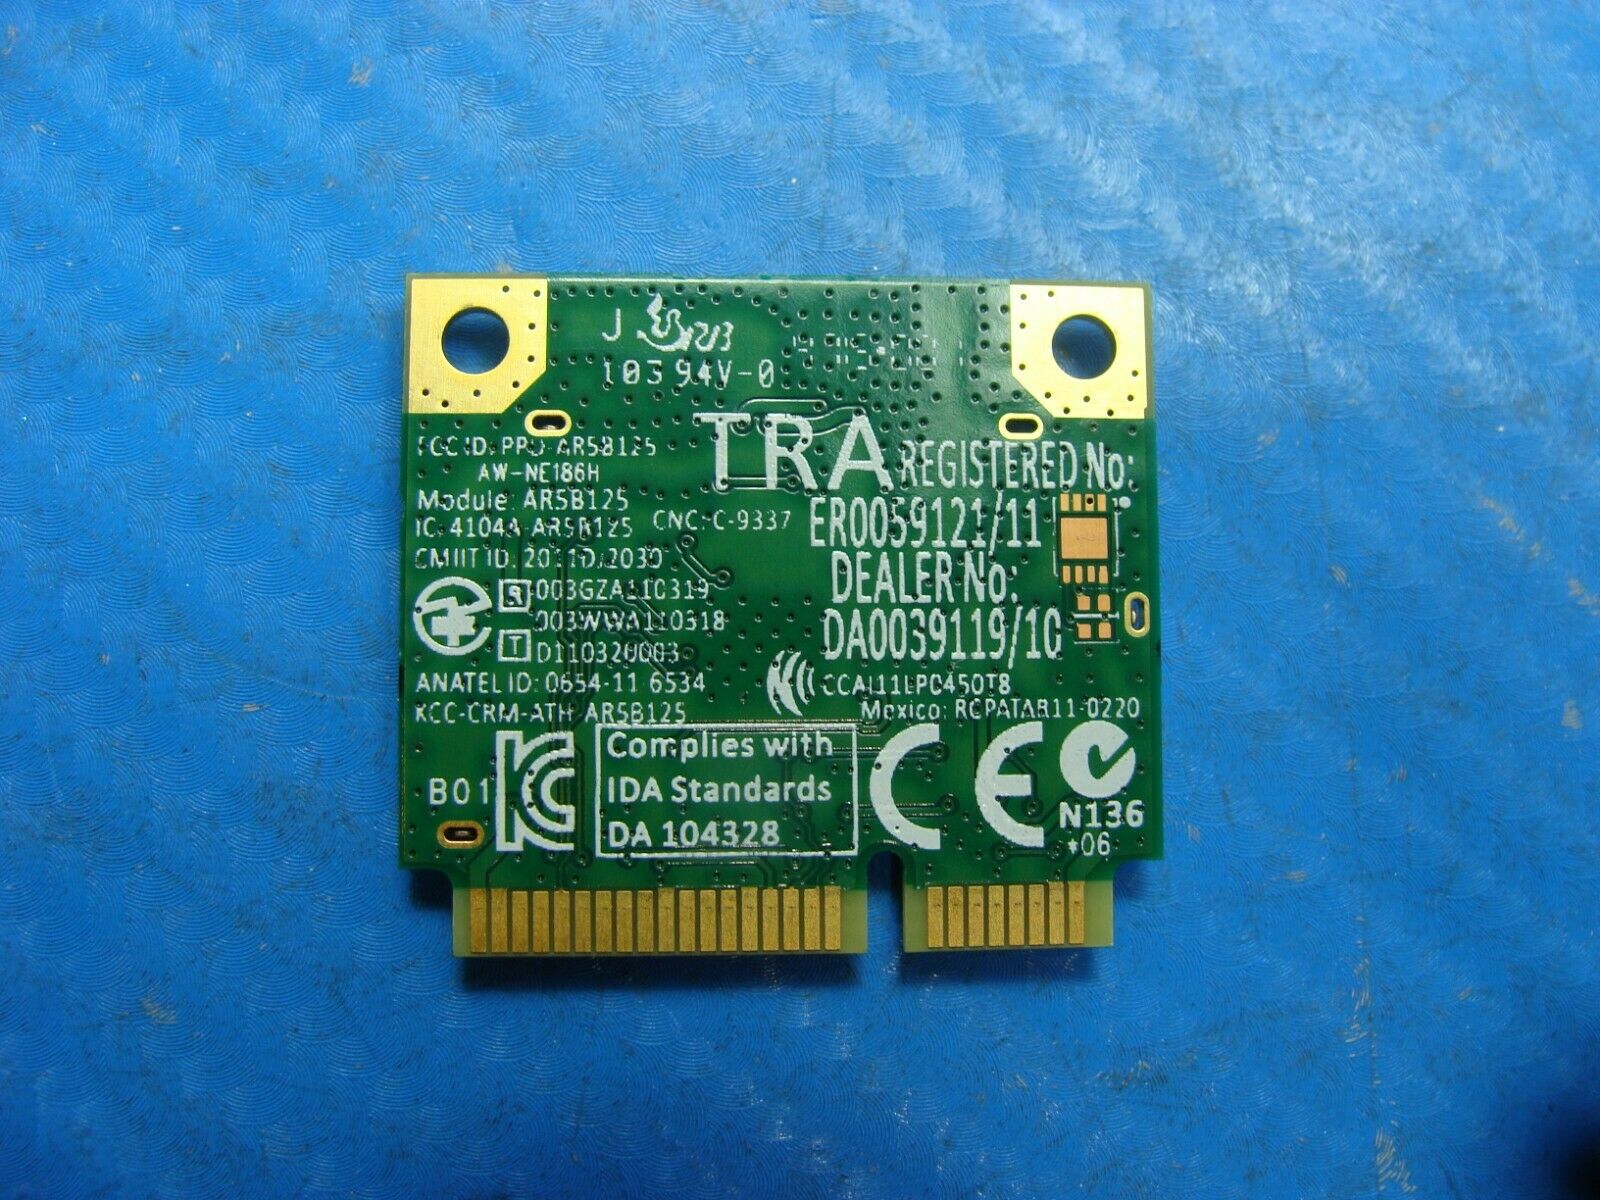 J
10394V-0
TRA REGISTERED No:
ER0059121/11
DEALER No:
DA0039119/10
FCC ID: PPD-AR5B125
AW-NE186H
Module: AR5B125
IC: 4104A-AR5B125
CNC: C-9337
CMIIT ID: 2011DJ2030
R 003GZA110319
003WWA110318
T D110320003
ANATEL ID: 0654-11 6534
CCAI11LP0450T8
KCC-CRM-ATH AR5B125
Mexico: RCPATAR11-0220
B01
Complies with
IDA Standards
DA 104328
CE
N136
*06